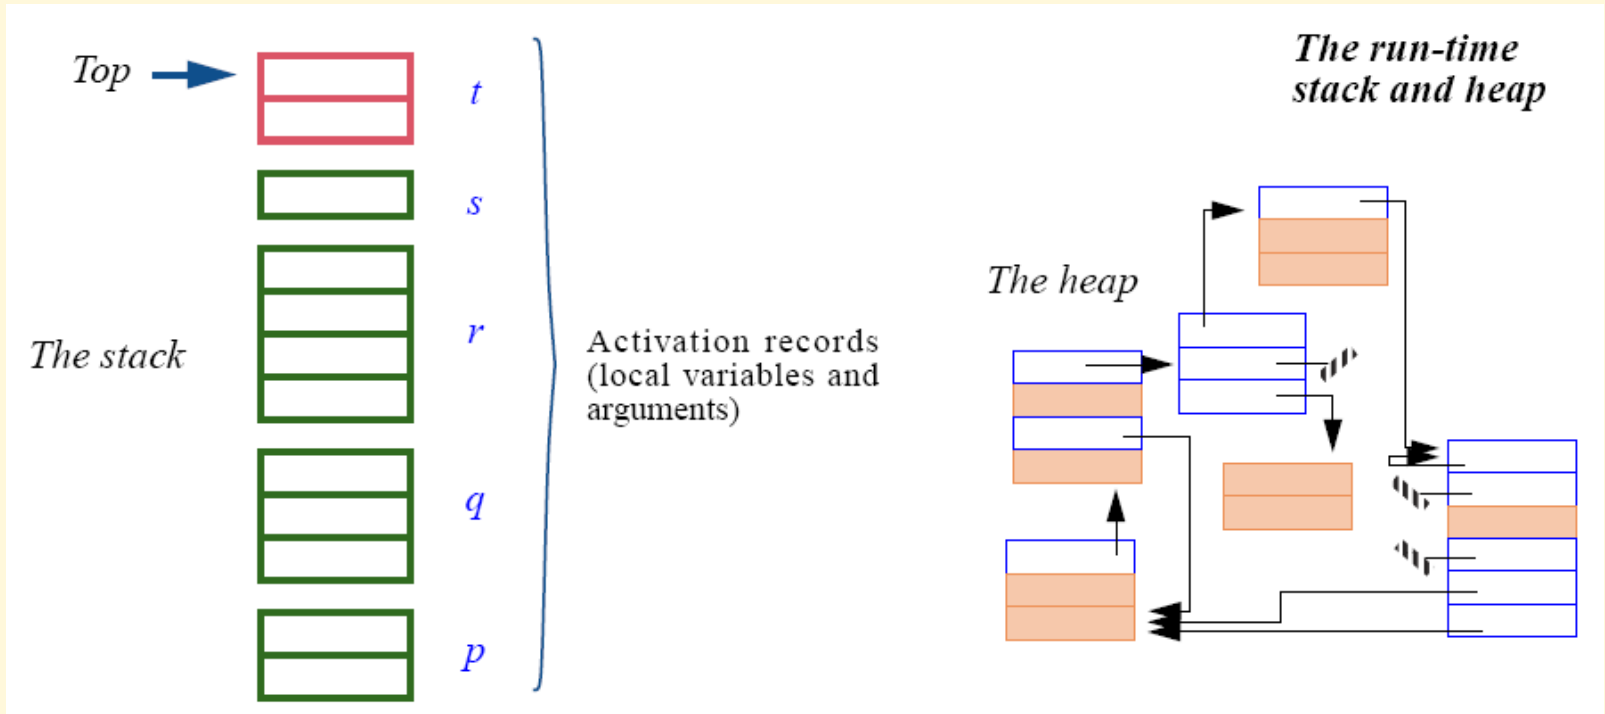 The run-time
stack and heap
Top
t
s
The heap
r
The stack
Activation records
(local variables and
arguments)
q
p